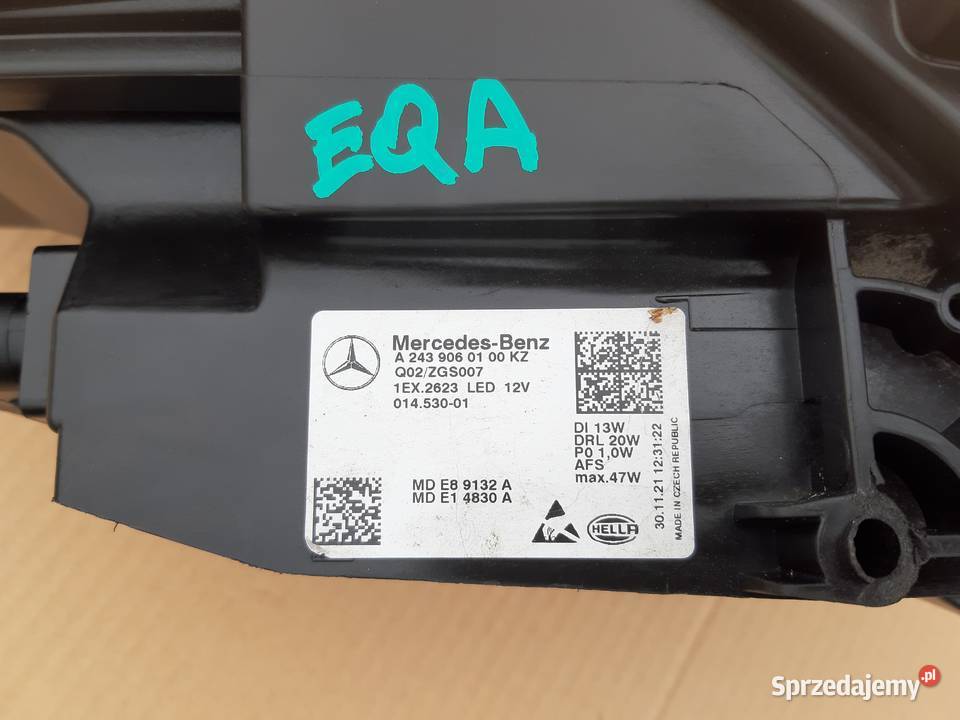 EQA
Mercedes-Benz
A 243 906 01 00 KZ
Q02/ZGS007
1EX.2623 LED 12V
014.530-01
DI 13W
DRL 20W
PO 1,0W
AFS
max.47W
MD E8 9132 A
MD E1 4830 A
HELLA
30.11.21 12:31:22
MADE IN CZECH REPUBLIC
Sprzedajemy.pl